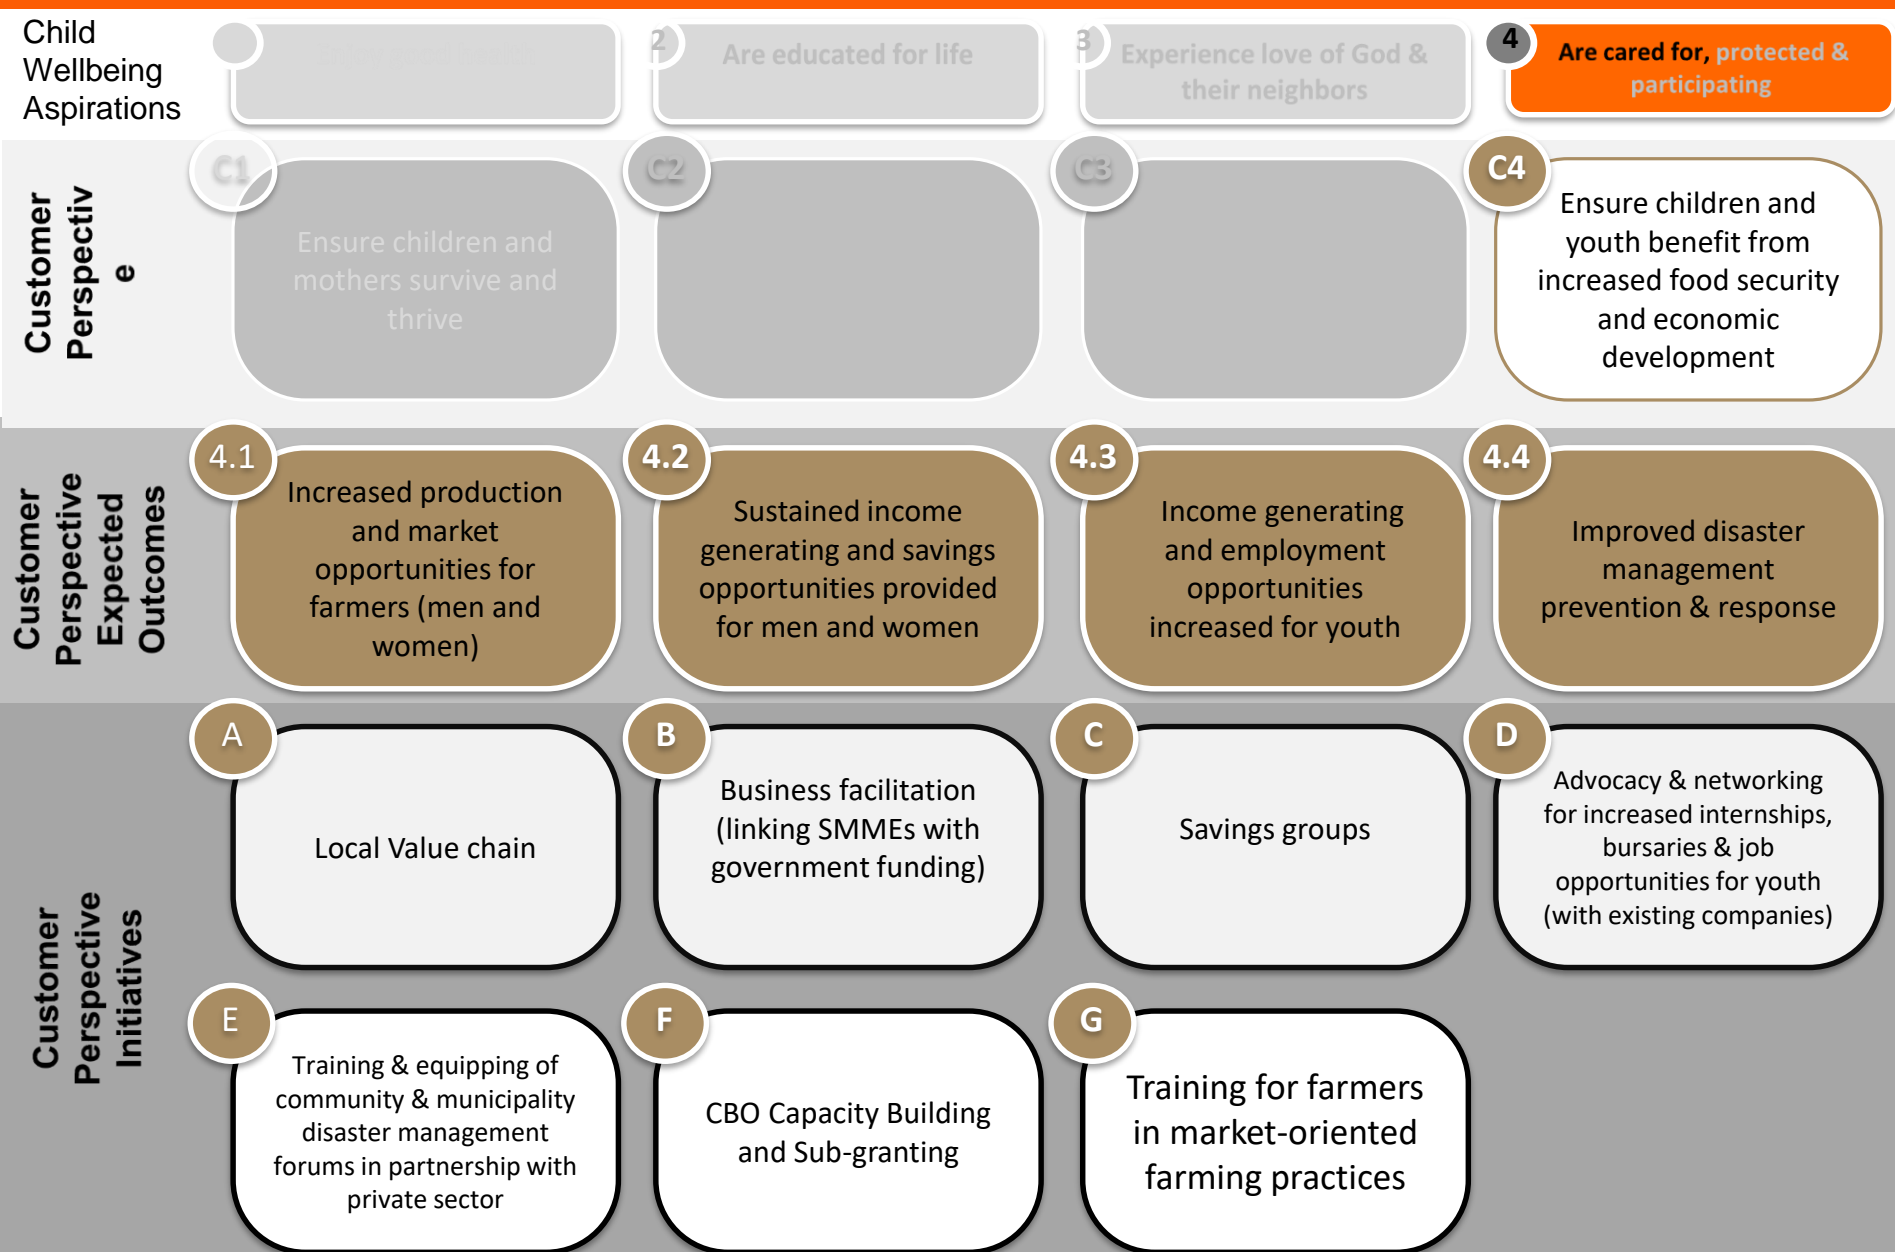 Child
Wellbeing
Aspirations
2
Are educated for life
3
Experience love of God &
their neighbors
4
Are cared for, protected &
participating
Customer
Perspectiv
e
C1
Ensure children and
mothers survive and
thrive
C2
C3
C4
Ensure children and
youth benefit from
increased food security
and economic
development
Customer
Perspective
Expected
Outcomes
4.1
Increased production
and market
opportunities for
farmers (men and
women)
4.2
Sustained income
generating and savings
opportunities provided
for men and women
4.3
Income generating
and employment
opportunities
increased for youth
4.4
Improved disaster
management
prevention & response
Customer
Perspective
Initiatives
A
Local Value chain
B
Business facilitation
(linking SMMEs with
government funding)
C
Savings groups
D
Advocacy & networking
for increased internships,
bursaries & job
opportunities for youth
(with existing companies)
E
Training & equipping of
community & municipality
disaster management
forums in partnership with
private sector
F
CBO Capacity Building
and Sub-granting
G
Training for farmers
in market-oriented
farming practices